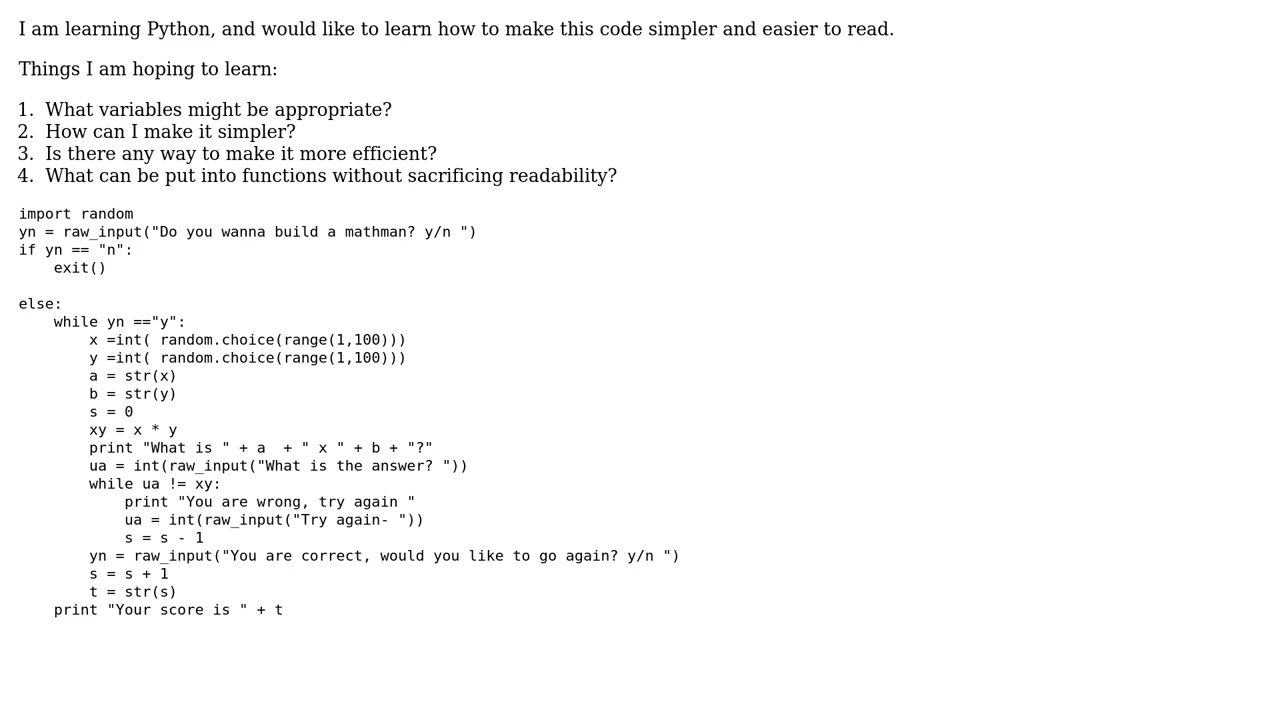 I am learning Python, and would like to learn how to make this code simpler and easier to read.
Things I am hoping to learn:
1. What variables might be appropriate?
2. How can I make it simpler?
3. Is there any way to make it more efficient?
4. What can be put into functions without sacrificing readability?
import random
yn = raw_input("Do you wanna build a mathman? y/n ")
if yn == "n":
    exit()

else:
    while yn =="y":
        x =int( random.choice(range(1,100)))
        y =int( random.choice(range(1,100)))
        a = str(x)
        b = str(y)
        s = 0
        xy = x * y
        print "What is " + a  + " x " + b + "?"
        ua = int(raw_input("What is the answer? "))
        while ua != xy:
            print "You are wrong, try again "
            ua = int(raw_input("Try again- "))
            s = s - 1
        yn = raw_input("You are correct, would you like to go again? y/n ")
        s = s + 1
        t = str(s)
    print "Your score is " + t